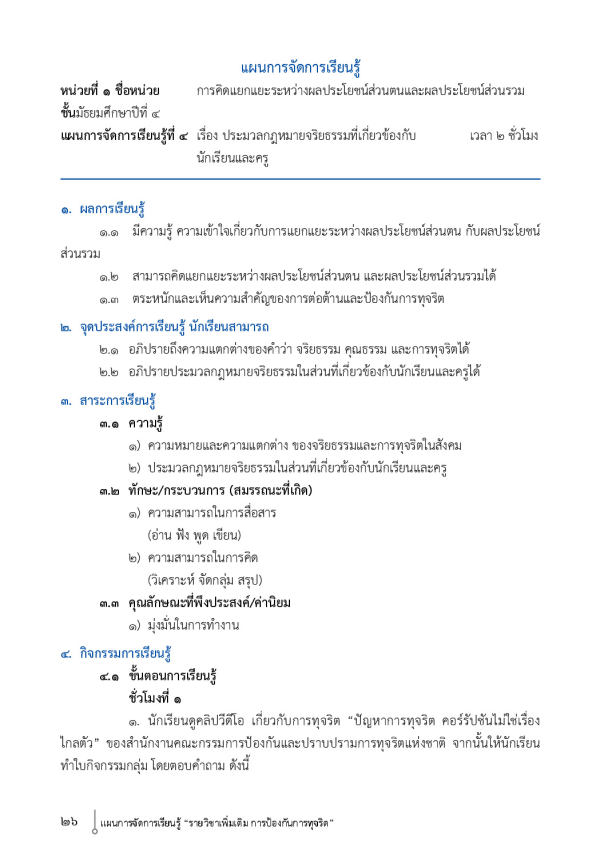 แผนการจัดการเรียนรู้
หน่วยที่ ๑ ชื่อหน่วย การคิดแยกแยะระหว่างผลประโยชน์ส่วนตนและผลประโยชน์ส่วนรวม
ชั้นมัธยมศึกษาปีที่ ๔
แผนการจัดการเรียนรู้ที่ ๔ เรื่อง ประมวลกฎหมายจริยธรรมที่เกี่ยวข้องกับ เวลา ๒ ชั่วโมง
นักเรียนและครู
๑. ผลการเรียนรู้
๑.๑ มีความรู้ ความเข้าใจเกี่ยวกับการแยกแยะระหว่างผลประโยชน์ส่วนตน กับผลประโยชน์
ส่วนรวม
๑.๒ สามารถคิดแยกแยะระหว่างผลประโยชน์ส่วนตน และผลประโยชน์ส่วนรวมได้
๑.๓ ตระหนักและเห็นความสำคัญของการต่อต้านและป้องกันการทุจริต
๒. จุดประสงค์การเรียนรู้ นักเรียนสามารถ
๒.๑ อภิปรายถึงความแตกต่างของคำว่า จริยธรรม คุณธรรม และการทุจริตได้
๒.๒ อภิปรายประมวลกฎหมายจริยธรรมในส่วนที่เกี่ยวข้องกับนักเรียนและครูได้
๓. สาระการเรียนรู้
๓.๑ ความรู้
๑) ความหมายและความแตกต่าง ของจริยธรรมและการทุจริตในสังคม
๒) ประมวลกฎหมายจริยธรรมในส่วนที่เกี่ยวข้องกับนักเรียนและครู
๓.๒ ทักษะ/กระบวนการ (สมรรถนะที่เกิด)
๑) ความสามารถในการสื่อสาร
(อ่าน ฟัง พูด เขียน)
๒) ความสามารถในการคิด
(วิเคราะห์ จัดกลุ่ม สรุป)
๓.๓ คุณลักษณะที่พึงประสงค์/ค่านิยม
๑) มุ่งมั่นในการทำงาน
๔. กิจกรรมการเรียนรู้
๔.๑ ขั้นตอนการเรียนรู้
ชั่วโมงที่ ๑
๑. นักเรียนดูคลิปวีดีโอ เกี่ยวกับการทุจริต “ปัญหาการทุจริต คอร์รัปชันไม่ใช่เรื่อง
ไกลตัว” ของสำนักงานคณะกรรมการป้องกันและปราบปรามการทุจริตแห่งชาติ จากนั้นให้นักเรียน
ทำใบกิจกรรมกลุ่ม โดยตอบคำถาม ดังนี้
๒๖ แผนการจัดการเรียนรู้ “รายวิชาเพิ่มเติม การป้องกันการทุจริต”